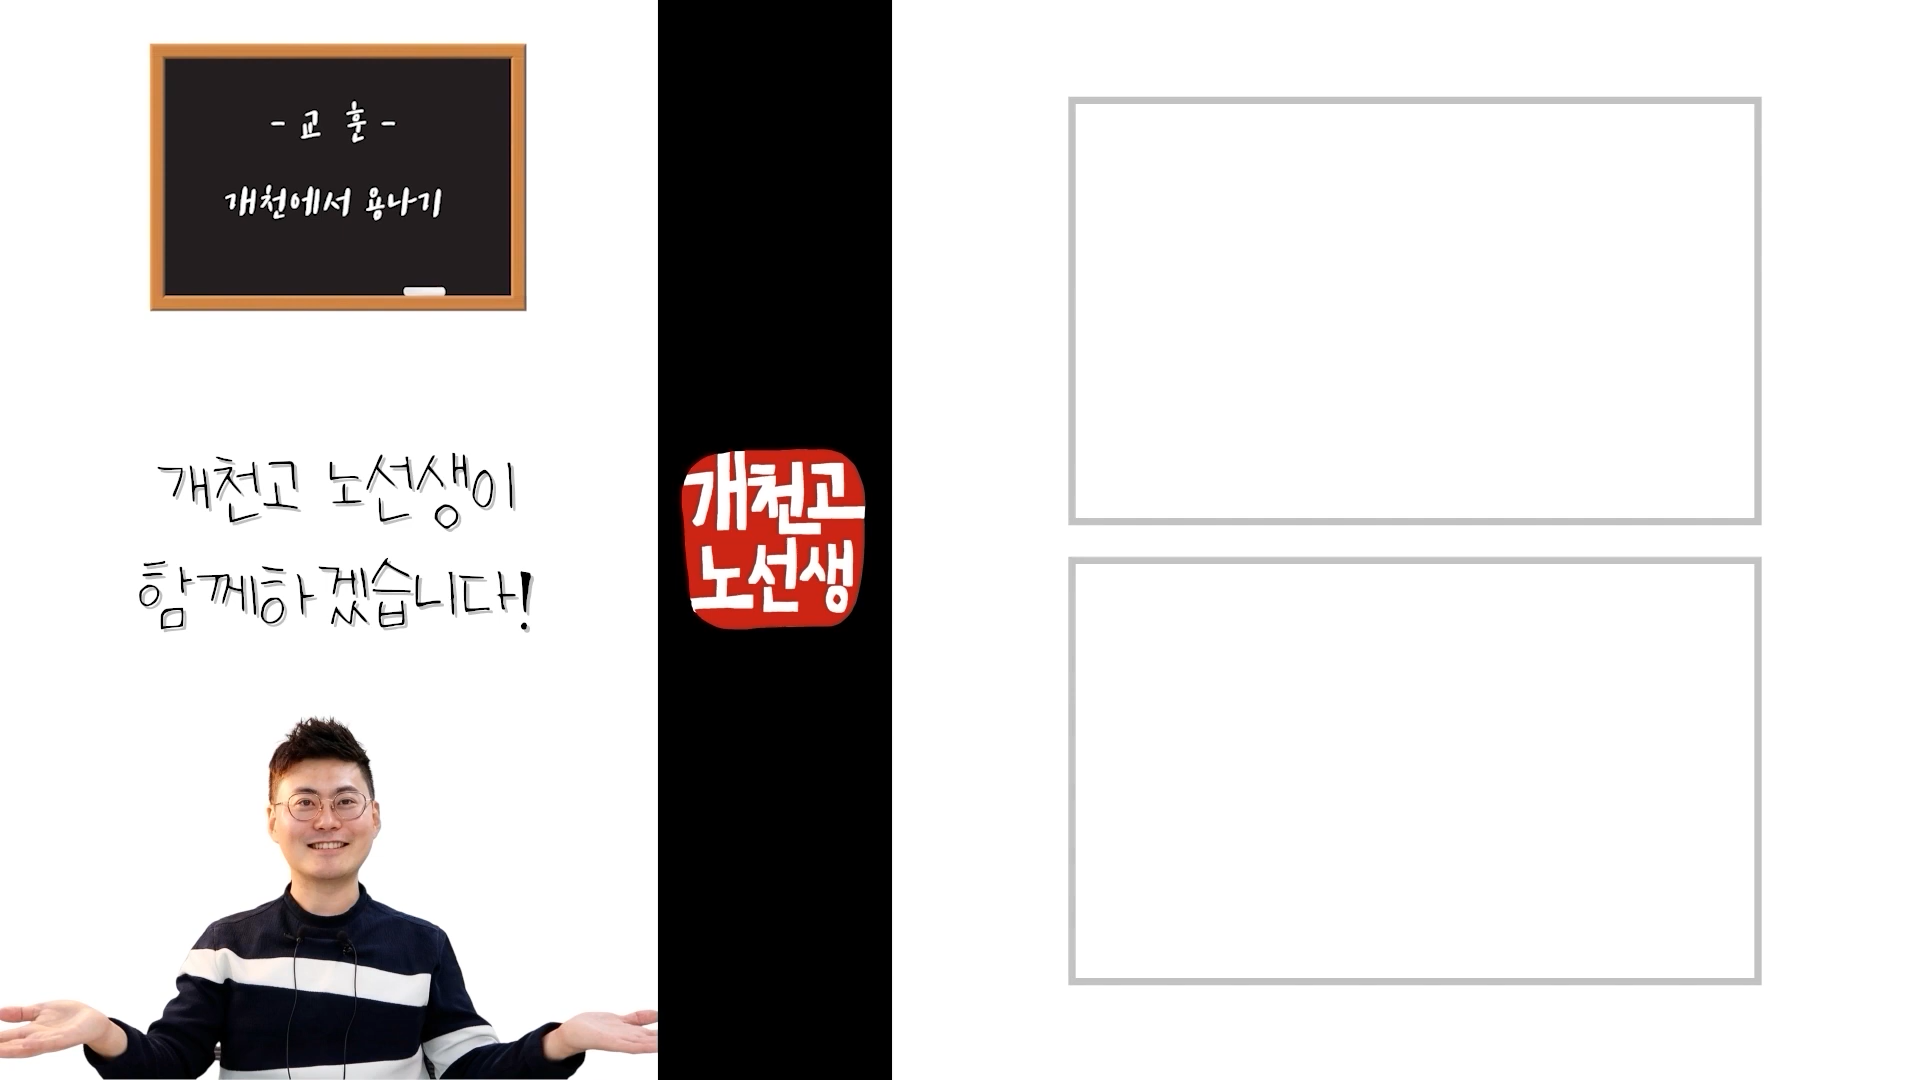 - 교 훈 -
개천에서 용나기
개천고 노선생이
함께하겠습니다!
개천고
노선생